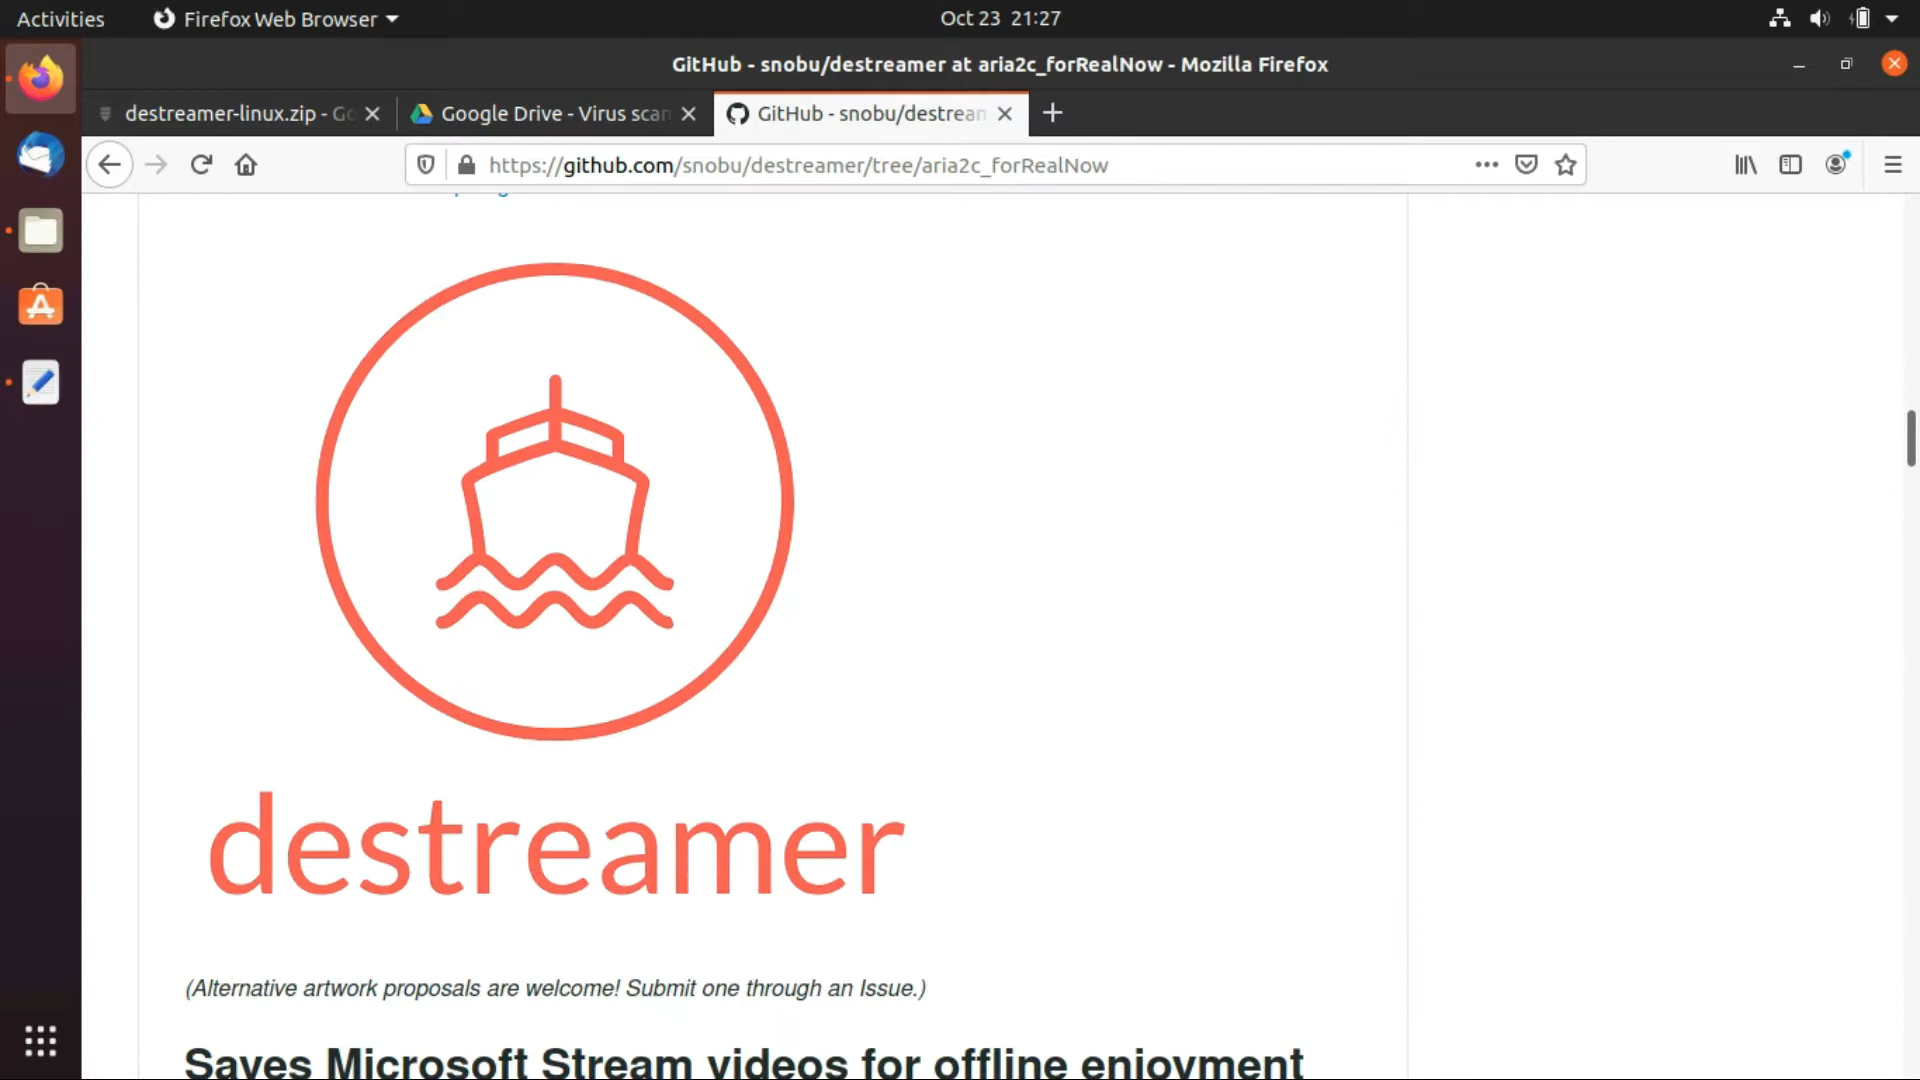 Activities
Firefox Web Browser
Oct 23 21:27
GitHub - snobu/destreamer at aria2c_forRealNow - Mozilla Firefox
destreamer-linux.zip - Go
Google Drive - Virus scan
GitHub - snobu/destream
https://github.com/snobu/destreamer/tree/aria2c_forRealNow
destreamer
(Alternative artwork proposals are welcome! Submit one through an Issue.)
Saves Microsoft Stream videos for offline enjoyment